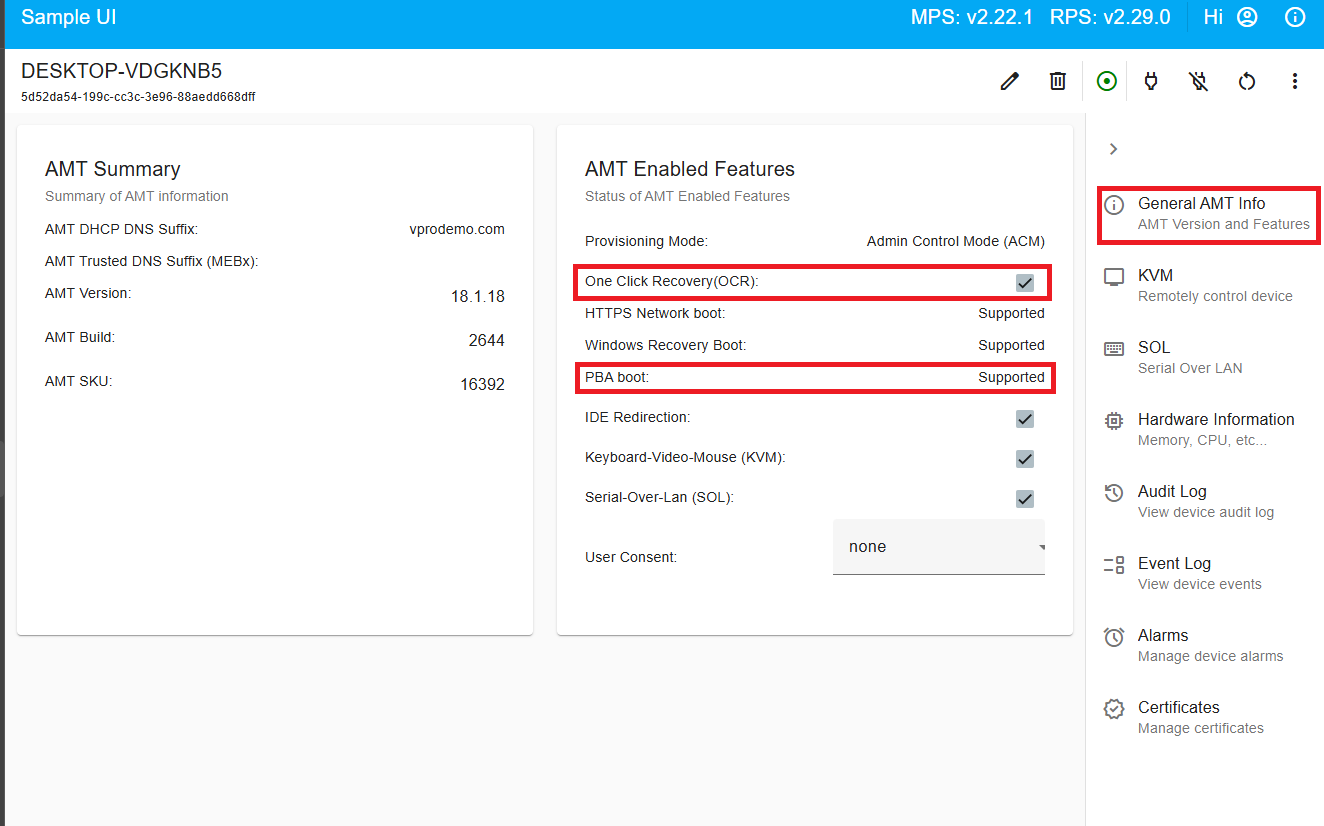 Sample UI
MPS: v2.22.1 RPS: v2.29.0 Hi
DESKTOP-VDGKNB5
5d52da54-199c-cc3c-3e96-88aedd668dff
AMT Summary
Summary of AMT information
AMT DHCP DNS Suffix: vprodemo.com
AMT Trusted DNS Suffix (MEBx):
AMT Version: 18.1.18
AMT Build: 2644
AMT SKU: 16392
AMT Enabled Features
Status of AMT Enabled Features
Provisioning Mode: Admin Control Mode (ACM)
One Click Recovery(OCR):
HTTPS Network boot: Supported
Windows Recovery Boot: Supported
PBA boot: Supported
IDE Redirection:
Keyboard-Video-Mouse (KVM):
Serial-Over-Lan (SOL):
User Consent: none
General AMT Info
AMT Version and Features
KVM
Remotely control device
SOL
Serial Over LAN
Hardware Information
Memory, CPU, etc...
Audit Log
View device audit log
Event Log
View device events
Alarms
Manage device alarms
Certificates
Manage certificates